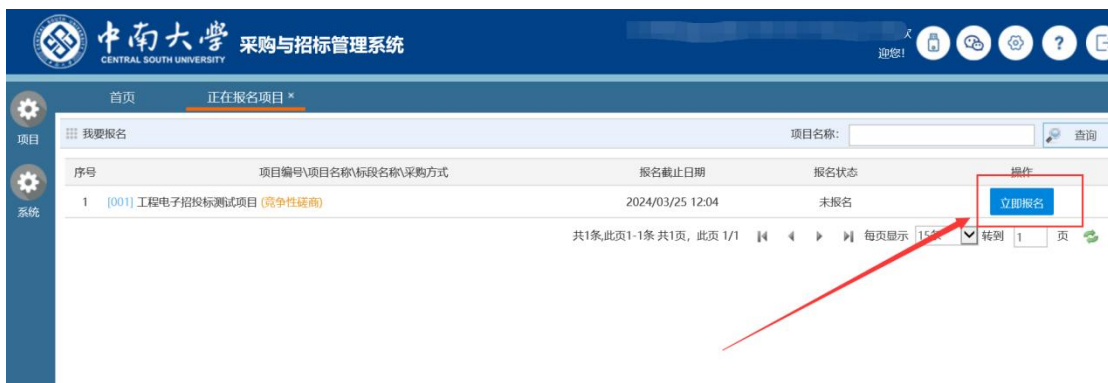 中南大学 采购与招标管理系统
CENTRAL SOUTH UNIVERSITY
迎您!
首页 正在报名项目 ×
项目
系统
我要报名 项目名称: 查询
序号 项目编号\项目名称\标段名称\采购方式 报名截止日期 报名状态 操作
1 [001] 工程电子招投标测试项目 (竞争性磋商) 2024/03/25 12:04 未报名 立即报名
共1条,此页1-1条 共1页, 此页 1/1 每页显示 15条 转到 1 页